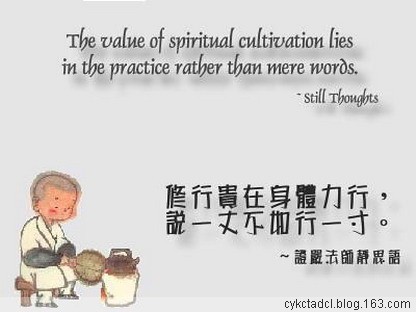 The value of spiritual cultivation lies
in the practice rather than mere words.
~ Still Thoughts
修行貴在身體力行，
說一丈不如行一寸。
~證嚴法師靜思語
cykctadcl.blog.163.com